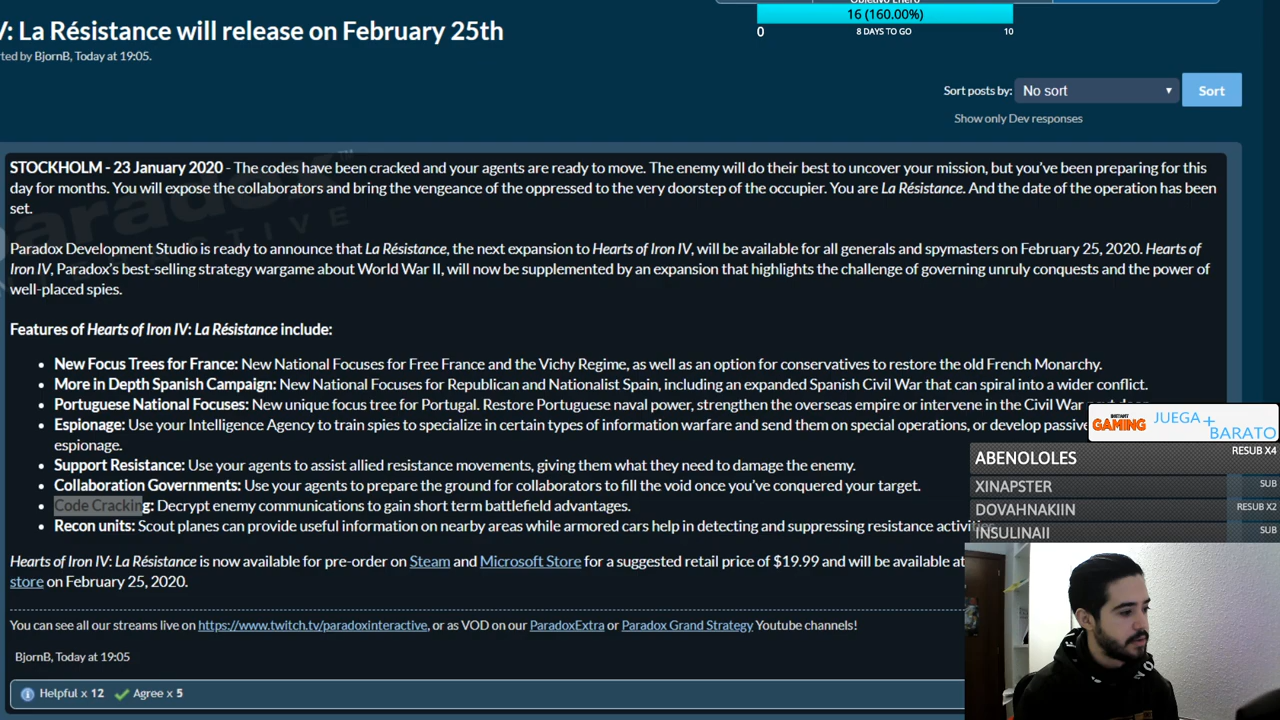 Objetivo Enero
16 (160.00%)
0 8 DAYS TO GO 10
V: La Résistance will release on February 25th
ted by BjornB, Today at 19:05.
Sort posts by: No sort Sort
Show only Dev responses
STOCKHOLM - 23 January 2020 - The codes have been cracked and your agents are ready to move. The enemy will do their best to uncover your mission, but you've been preparing for this
day for months. You will expose the collaborators and bring the vengeance of the oppressed to the very doorstep of the occupier. You are La Résistance. And the date of the operation has been
set.
Paradox Development Studio is ready to announce that La Résistance, the next expansion to Hearts of Iron IV, will be available for all generals and spymasters on February 25, 2020. Hearts of
Iron IV, Paradox's best-selling strategy wargame about World War II, will now be supplemented by an expansion that highlights the challenge of governing unruly conquests and the power of
well-placed spies.
Features of Hearts of Iron IV: La Résistance include:
New Focus Trees for France: New National Focuses for Free France and the Vichy Regime, as well as an option for conservatives to restore the old French Monarchy.
More in Depth Spanish Campaign: New National Focuses for Republican and Nationalist Spain, including an expanded Spanish Civil War that can spiral into a wider conflict.
Portuguese National Focuses: New unique focus tree for Portugal. Restore Portuguese naval power, strengthen the overseas empire or intervene in the Civil War
Espionage: Use your Intelligence Agency to train spies to specialize in certain types of information warfare and send them on special operations, or develop passive
espionage.
Support Resistance: Use your agents to assist allied resistance movements, giving them what they need to damage the enemy.
Collaboration Governments: Use your agents to prepare the ground for collaborators to fill the void once you've conquered your target.
Code Cracking: Decrypt enemy communications to gain short term battlefield advantages.
Recon units: Scout planes can provide useful information on nearby areas while armored cars help in detecting and suppressing resistance activiti
Hearts of Iron IV: La Résistance is now available for pre-order on Steam and Microsoft Store for a suggested retail price of $19.99 and will be available at
store on February 25, 2020.
You can see all our streams live on https://www.twitch.tv/paradoxinteractive, or as VOD on our ParadoxExtra or Paradox Grand Strategy Youtube channels!
BjornB, Today at 19:05
Helpful x 12 Agree x 5
INSTANT
GAMING
JUEGA+
BARATO
ABENOLOLES RESUB X4
XINAPSTER SUB
DOVAHNAKIIN RESUB X2
INSULINAII SUB